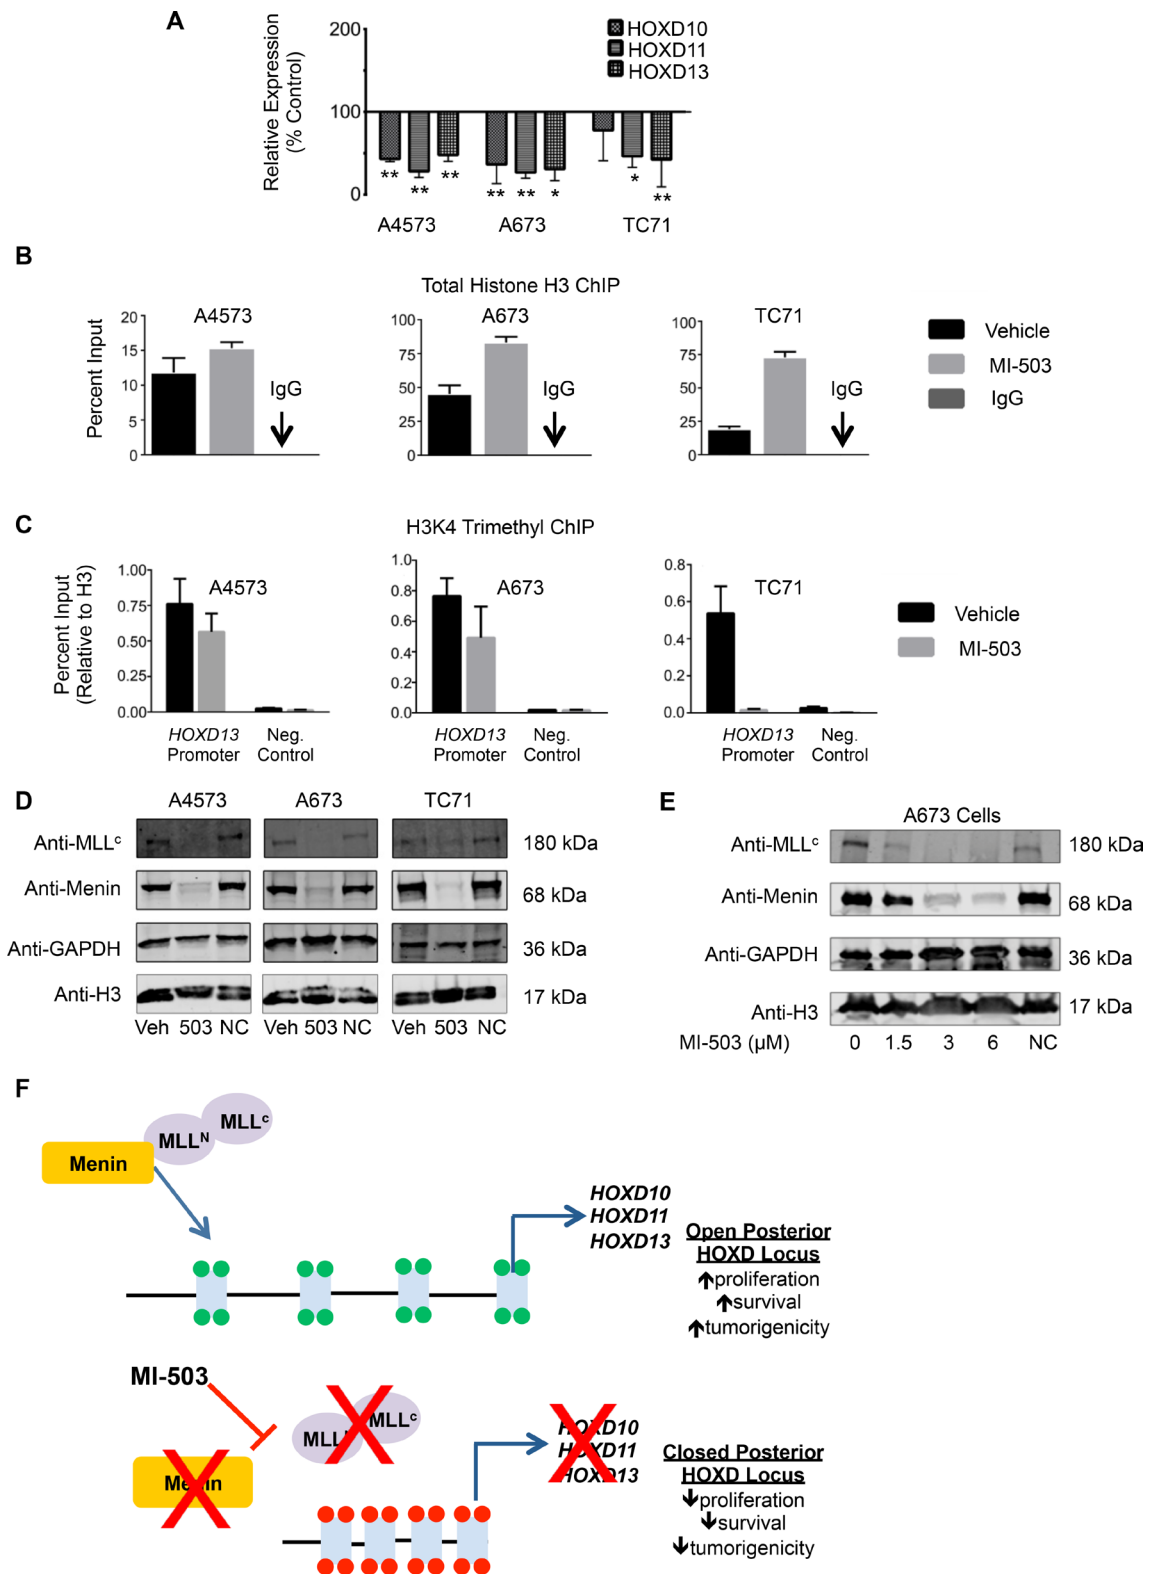 A
Relative Expression
(% Control)
200
100
0
HOXD10
HOXD11
HOXD13
** ** **
** ** *
* **
A4573 A673 TC71
B
Total Histone H3 ChIP
Percent Input
A4573
20
15
10
5
0
IgG
A673
100
75
50
25
0
IgG
TC71
100
75
50
25
0
IgG
Vehicle
MI-503
IgG
C
H3K4 Trimethyl ChIP
Percent Input
(Relative to H3)
A4573
1.00
0.75
0.50
0.25
0.00
HOXD13
Promoter
Neg.
Control
A673
1.0
0.8
0.6
0.4
0.2
0.0
HOXD13
Promoter
Neg.
Control
TC71
0.8
0.6
0.4
0.2
0.0
HOXD13
Promoter
Neg.
Control
Vehicle
MI-503
D
A4573 A673 TC71
Anti-MLLᶜ 180 kDa
Anti-Menin 68 kDa
Anti-GAPDH 36 kDa
Anti-H3 17 kDa
Veh 503 NC Veh 503 NC Veh 503 NC
E
A673 Cells
Anti-MLLᶜ 180 kDa
Anti-Menin 68 kDa
Anti-GAPDH 36 kDa
Anti-H3 17 kDa
MI-503 (µM) 0 1.5 3 6 NC
F
MLLᶜ
MLLᴺ
Menin
HOXD10
HOXD11
HOXD13
Open Posterior
HOXD Locus
↑proliferation
↑survival
↑tumorigenicity
MI-503
MLLᶜ
MLL
Menin
HOXD10
HOXD11
HOXD13
Closed Posterior
HOXD Locus
↓proliferation
↓survival
↓tumorigenicity